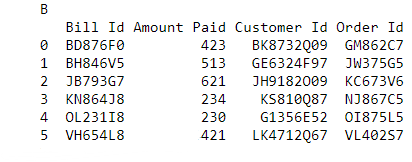 B
Bill Id Amount Paid Customer Id Order Id
0 BD876F0 423 BK8732Q09 GM862C7
1 BH846V5 513 GE6324F97 JW375G5
2 JB793G7 621 JH9182O09 KC673V6
3 KN864J8 234 KS810Q87 NJ867C5
4 OL231I8 230 G1356E52 OI875L5
5 VH654L8 421 LK4712Q67 VL402S7